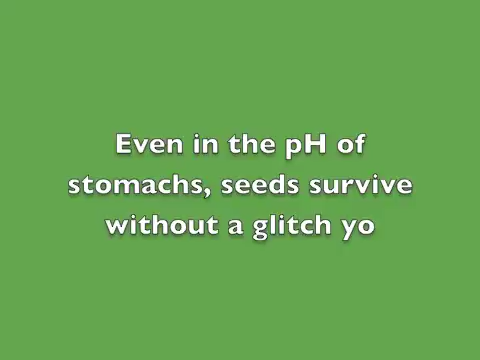 Even in the pH of
stomachs, seeds survive
without a glitch yo